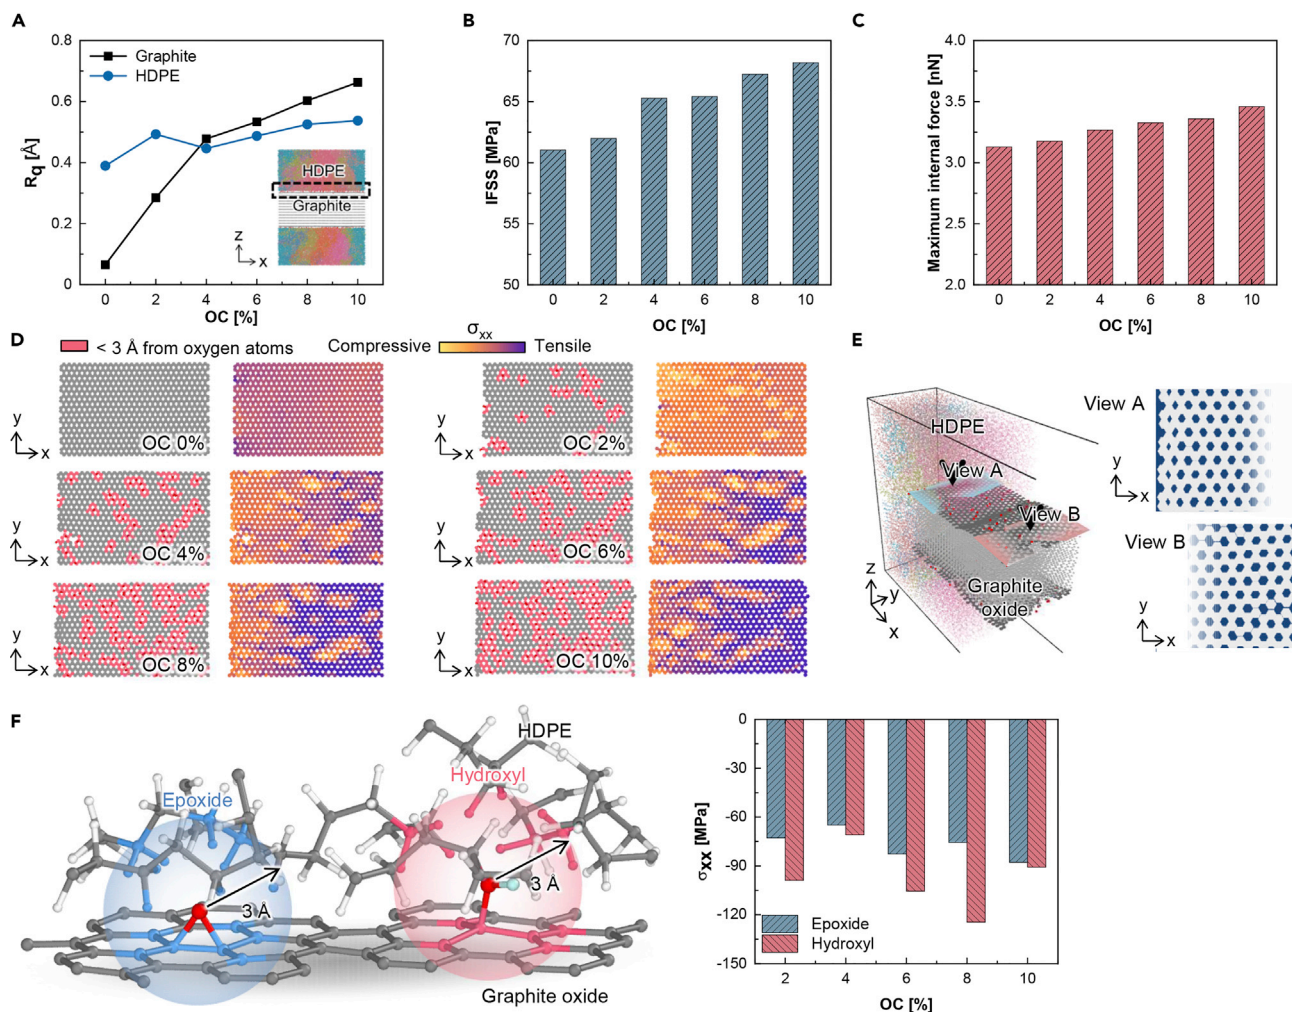 A
Rq [Å]
0.8
0.6
0.4
0.2
0
Graphite
HDPE
HDPE
Graphite
z
x
0 2 4 6 8 10
OC [%]
B
IFSS [MPa]
70
65
60
55
50
0 2 4 6 8 10
OC [%]
C
Maximum internal force [nN]
4.0
3.5
3.0
2.5
2.0
0 2 4 6 8 10
OC [%]
D
< 3 Å from oxygen atoms
σxx
Compressive
Tensile
y
x
OC 0%
y
x
OC 2%
y
x
OC 4%
y
x
OC 6%
y
x
OC 8%
y
x
OC 10%
E
HDPE
View A
View B
Graphite
oxide
z
y
x
View A
y
x
View B
y
x
F
HDPE
Hydroxyl
Epoxide
3 Å
3 Å
Graphite oxide
σxx [MPa]
0
-30
-60
-90
-120
-150
Epoxide
Hydroxyl
2 4 6 8 10
OC [%]